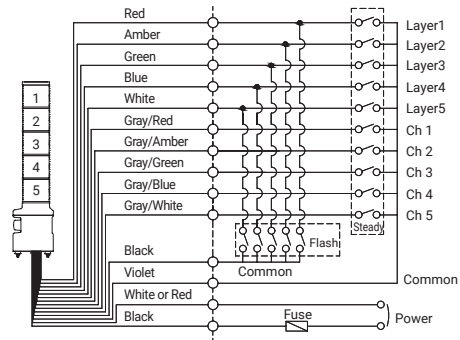 Red
Layer1
Amber
Layer2
Green
Layer3
Blue
Layer4
White
Layer5
Gray/Red
Ch 1
Gray/Amber
Ch 2
Gray/Green
Ch 3
Gray/Blue
Ch 4
Gray/White
Ch 5
1
2
3
4
5
Steady
Flash
Black
Common
Violet
Common
White or Red
Black
Fuse
Power